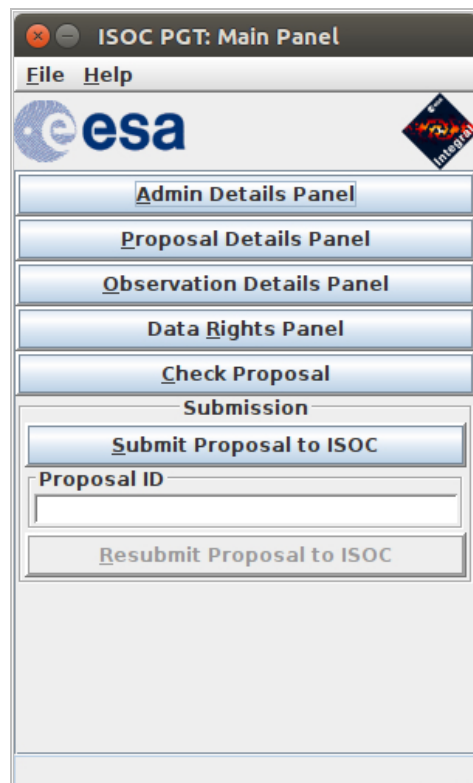 ISOC PGT: Main Panel
File Help
esa
esa
Integral
Admin Details Panel
Proposal Details Panel
Observation Details Panel
Data Rights Panel
Check Proposal
Submission
Submit Proposal to ISOC
Proposal ID
Resubmit Proposal to ISOC